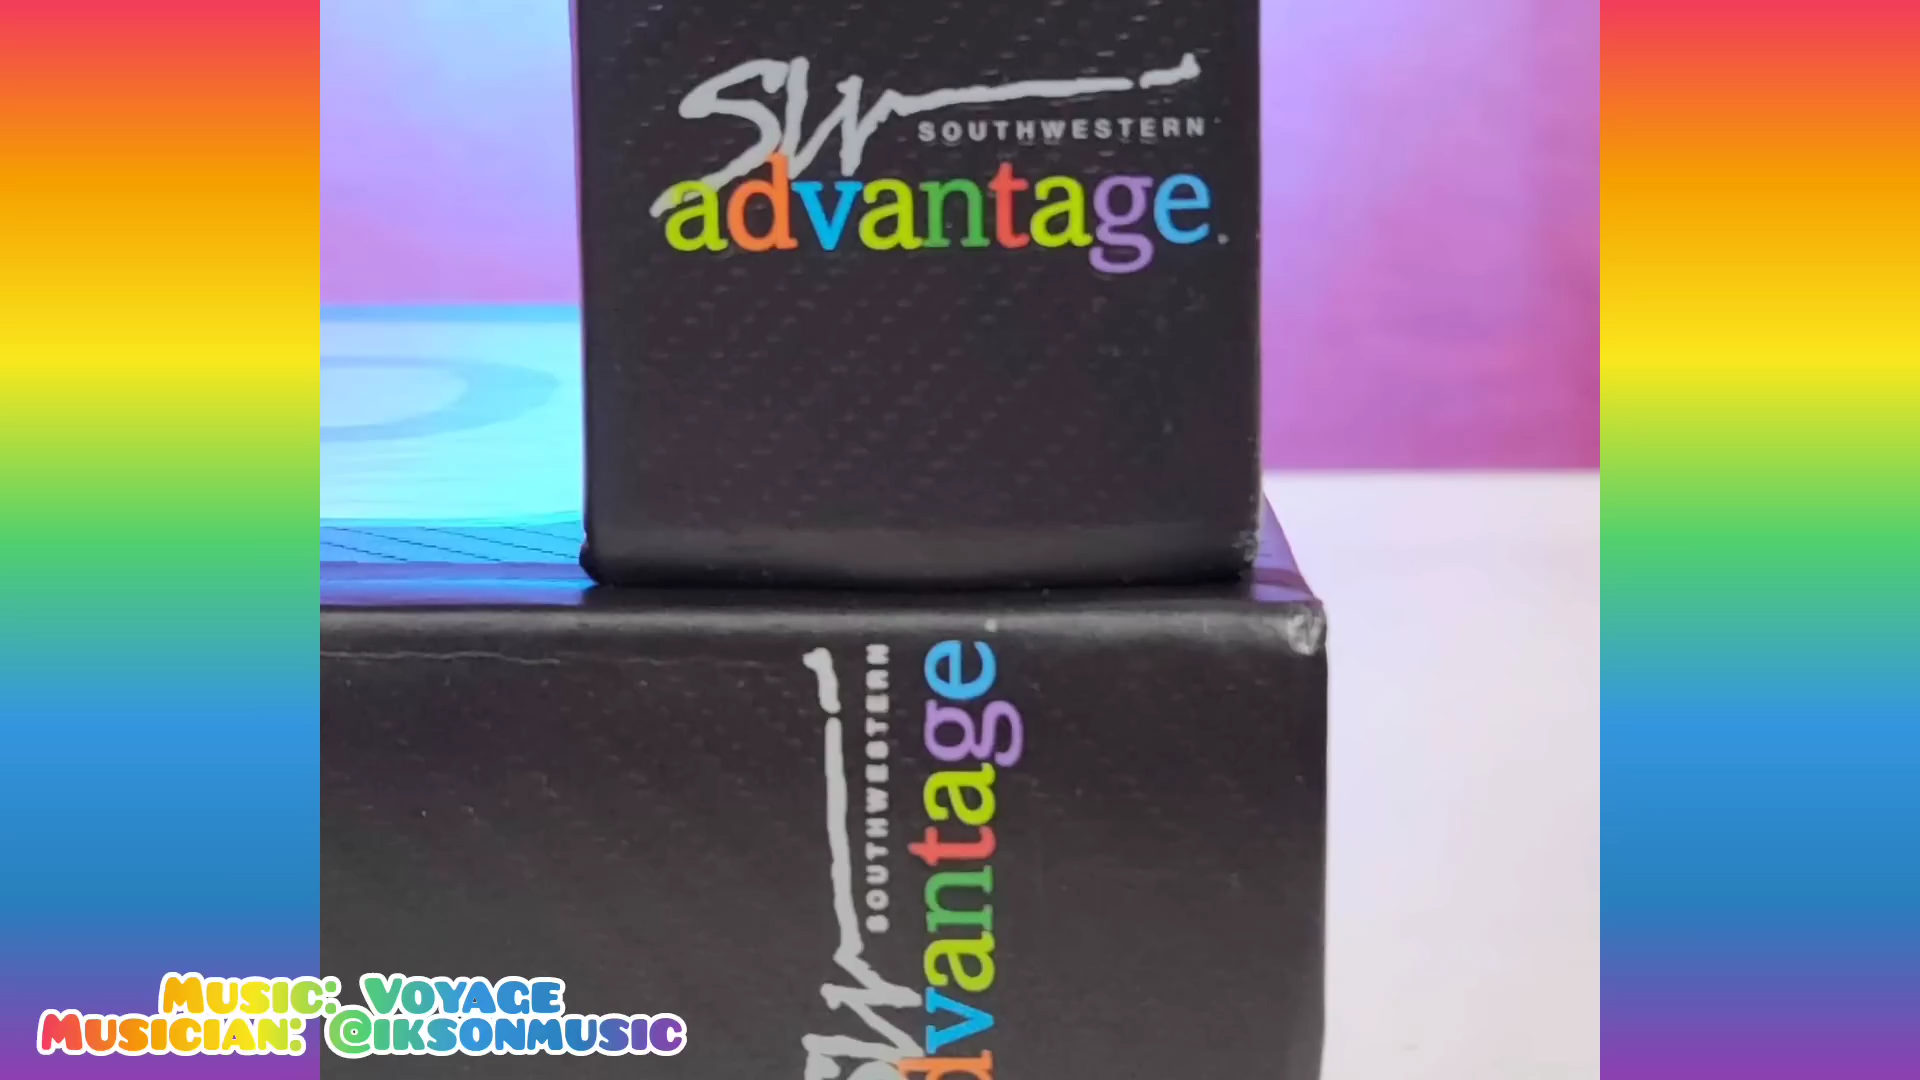 SW
SOUTHWESTERN
advantage.
SW
SOUTHWESTERN
advantage.
Music: Voyage
Musician: @iksonmusic